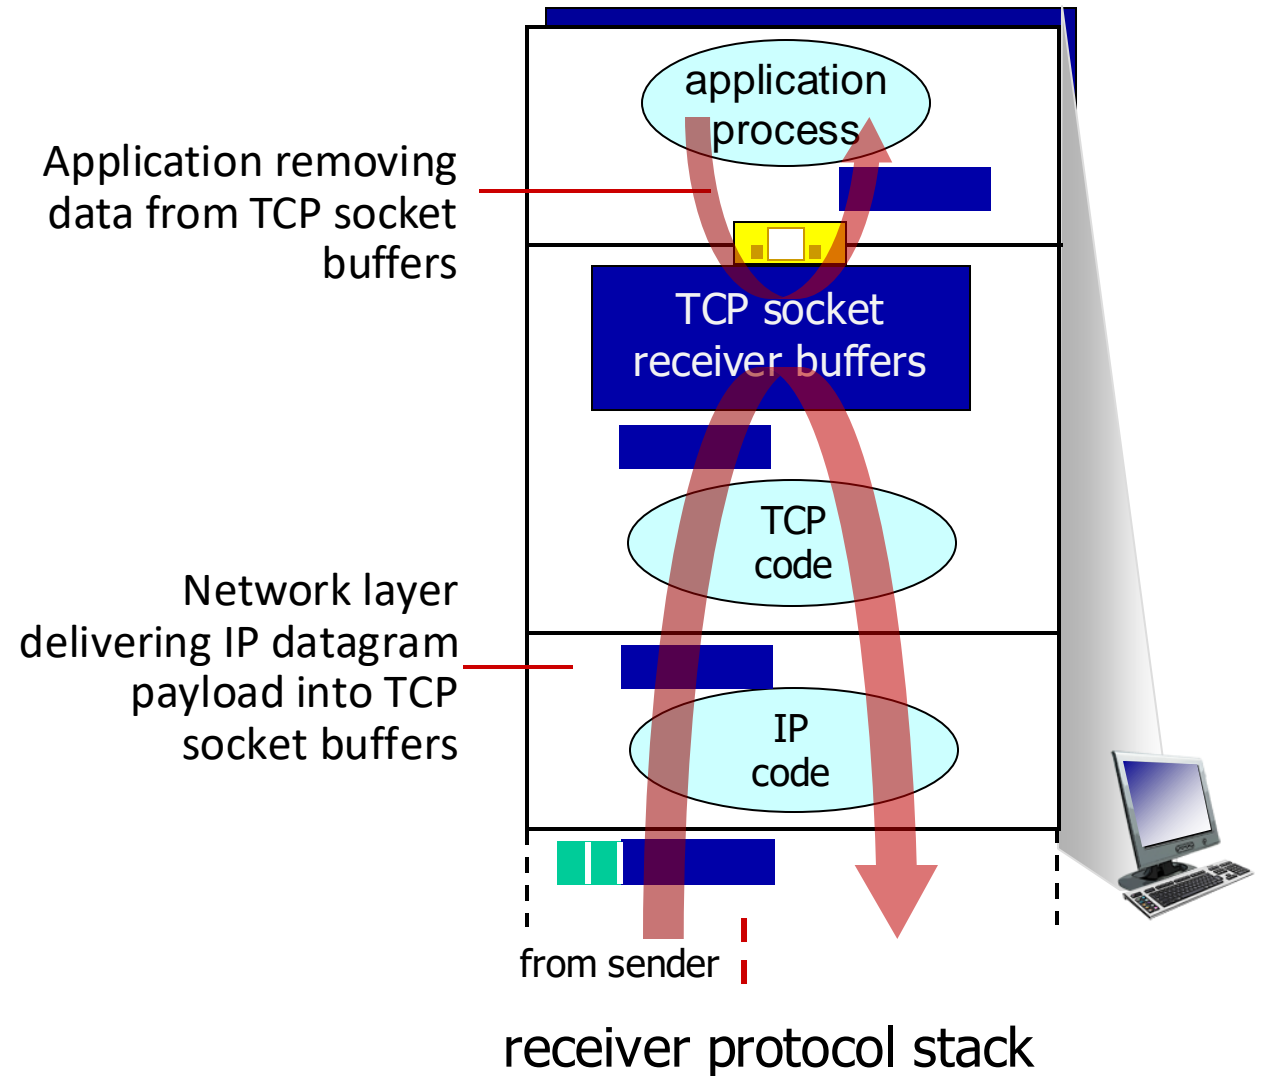 application
process
Application removing
data from TCP socket
buffers
TCP socket
receiver buffers
TCP
code
Network layer
delivering IP datagram
payload into TCP
socket buffers
IP
code
from sender
receiver protocol stack